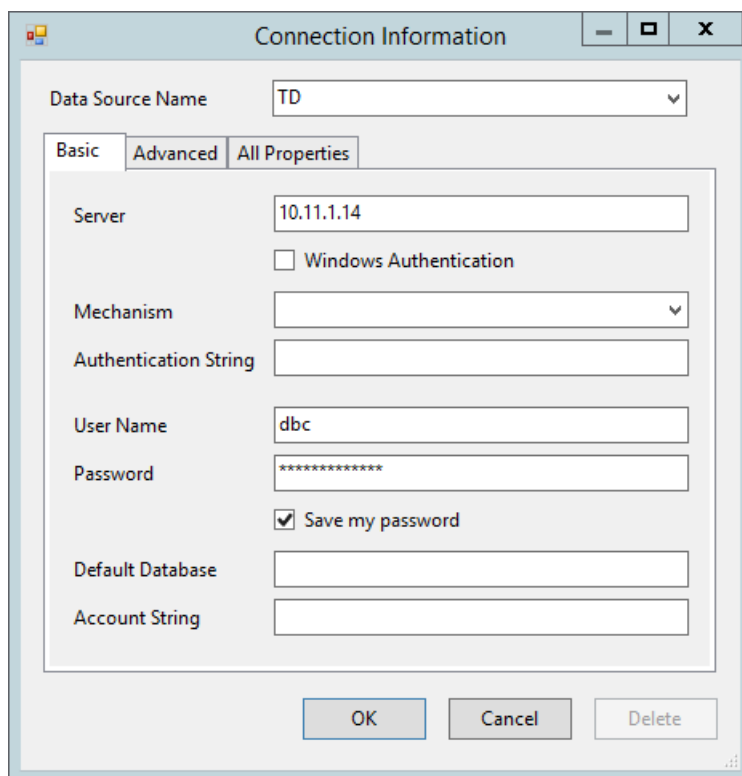 Connection Information
Data Source Name TD
Basic Advanced All Properties
Server 10.11.1.14
Windows Authentication
Mechanism
Authentication String
User Name dbc
Password *************
Save my password
Default Database
Account String
OK Cancel Delete